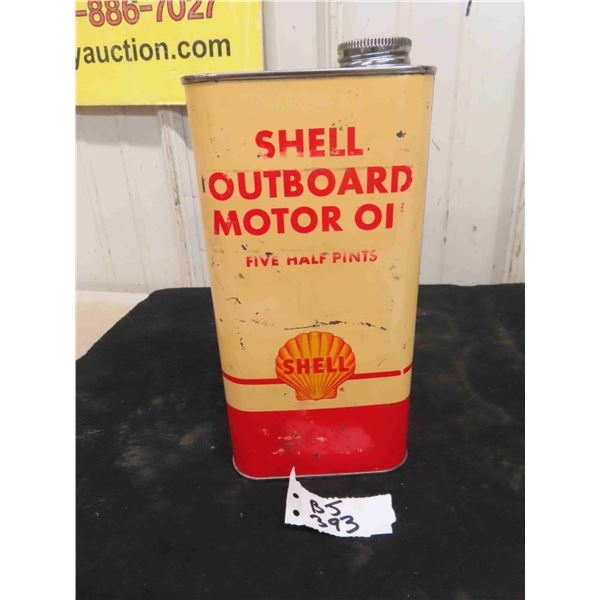 -886-7027
yauction.com
SHELL
OUTBOARD
MOTOR OI
FIVE HALF PINTS
SHELL
®
B5
393